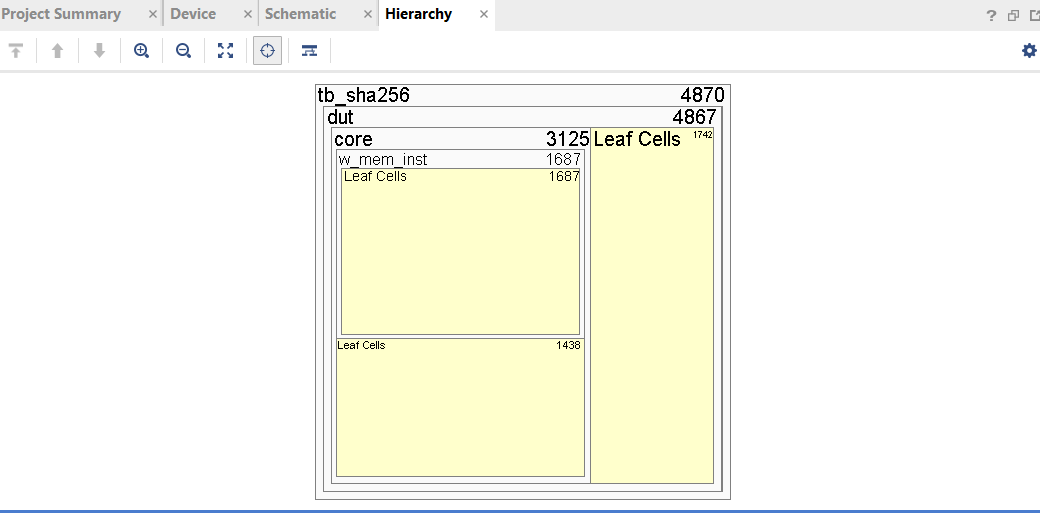 Project Summary × Device × Schematic × Hierarchy ×
?
tb_sha256 4870
dut 4867
core 3125 Leaf Cells 1742
w_mem_inst 1687
Leaf Cells 1687
Leaf Cells 1438